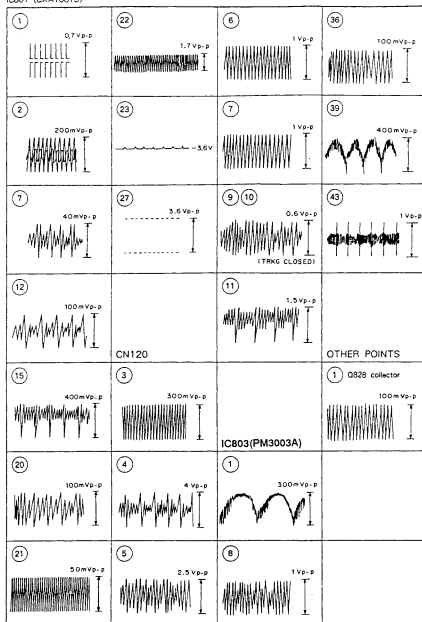 1
0.7 Vp-p
22
1.7 Vp-p
6
1 Vp-p
36
100 mVp-p
2
200 mVp-p
23
-3.6V
7
1 Vp-p
39
400 mVp-p
7
40 mVp-p
27
3.6 Vp-p
9 10
0.6 Vp-p
(TRKG CLOSED)
43
1 Vp-p
12
100 mVp-p
CN120
11
1.5 Vp-p
OTHER POINTS
15
400 mVp-p
3
300 mVp-p
IC803(PM3003A)
1 Q828 collector
100 mVp-p
20
100 mVp-p
4
4 Vp-p
1
300 mVp-p
21
50 mVp-p
5
2.5 Vp-p
8
1 Vp-p